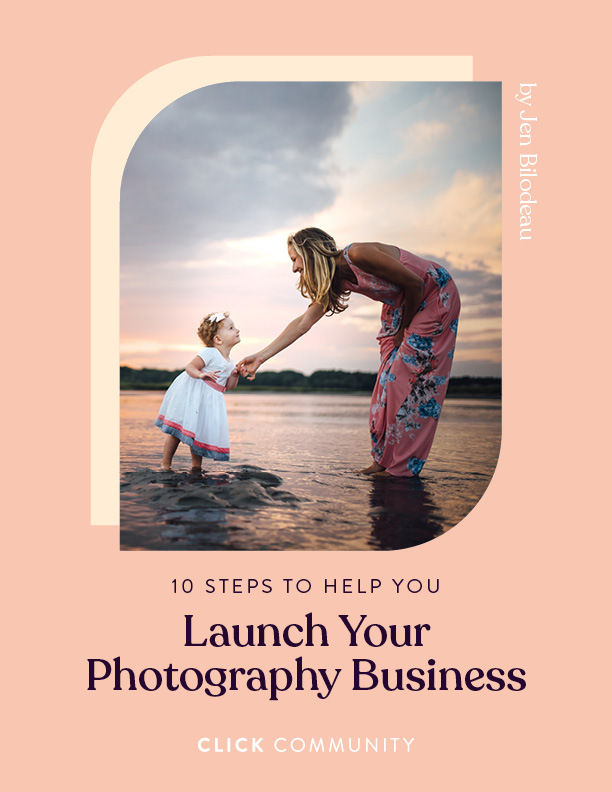 by Jen Bilodeau
10 STEPS TO HELP YOU
Launch Your
Photography Business
CLICK COMMUNITY